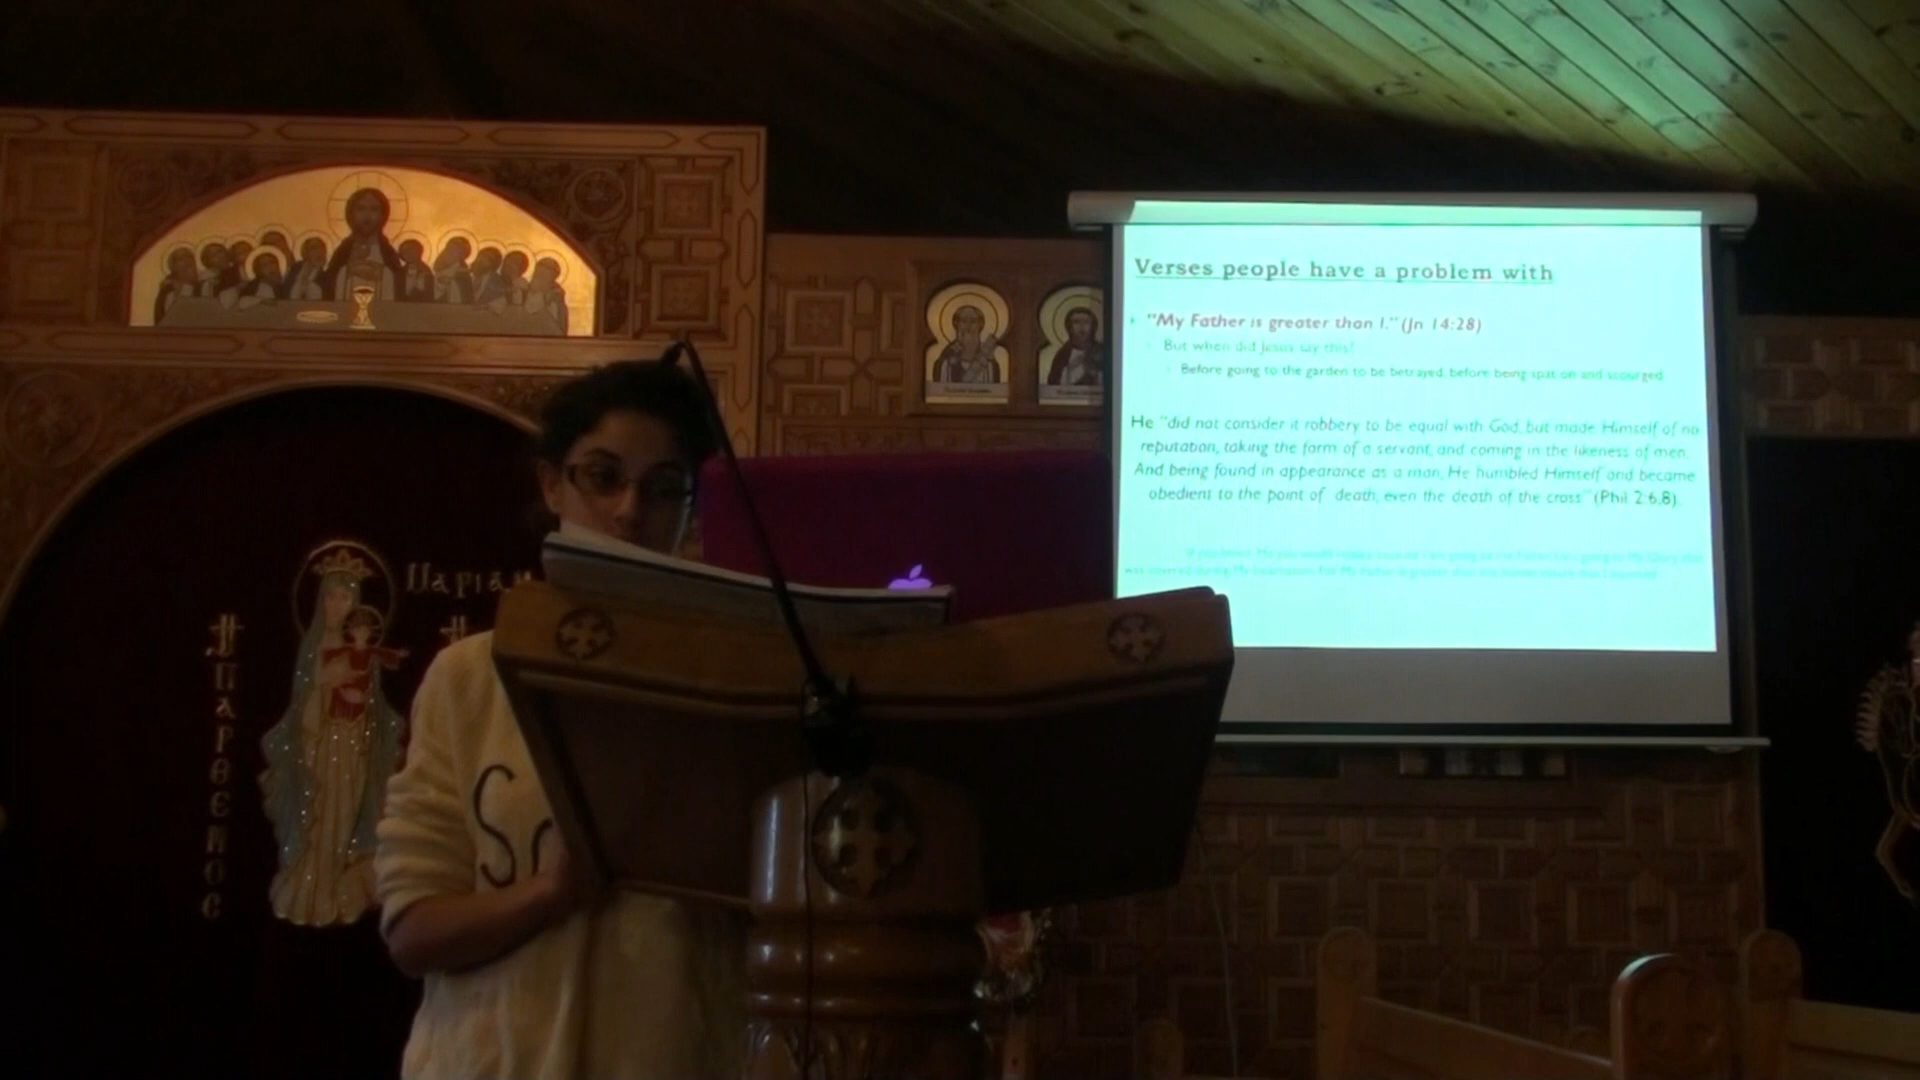 Verses people have a problem with
"My Father is greater than I." (Jn 14:28)
But when did Jesus say this?
Before going to the garden to be betrayed, before being spat on and scourged
He "did not consider it robbery to be equal with God, but made Himself of no
reputation, taking the form of a servant, and coming in the likeness of men.
And being found in appearance as a man, He humbled Himself and became
obedient to the point of death, even the death of the cross" (Phil 2:6,8).
Ⲡⲁⲣⲑⲉⲛⲟⲥ